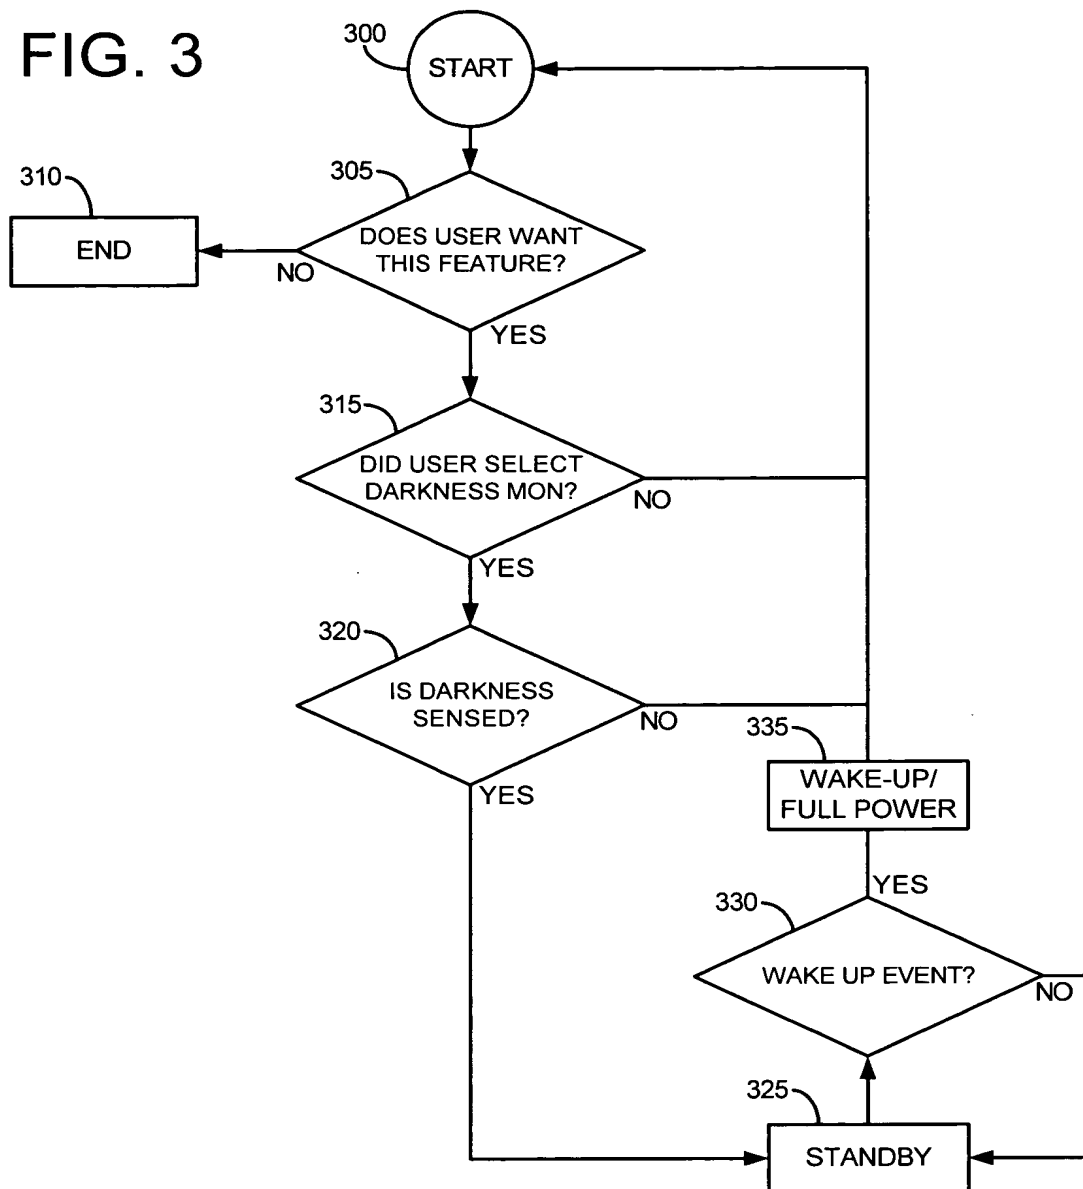 FIG. 3
300
START
305
DOES USER WANT
THIS FEATURE?
310
END
NO
YES
315
DID USER SELECT
DARKNESS MON?
NO
YES
320
IS DARKNESS
SENSED?
NO
YES
335
WAKE-UP/
FULL POWER
YES
330
WAKE UP EVENT?
NO
325
STANDBY